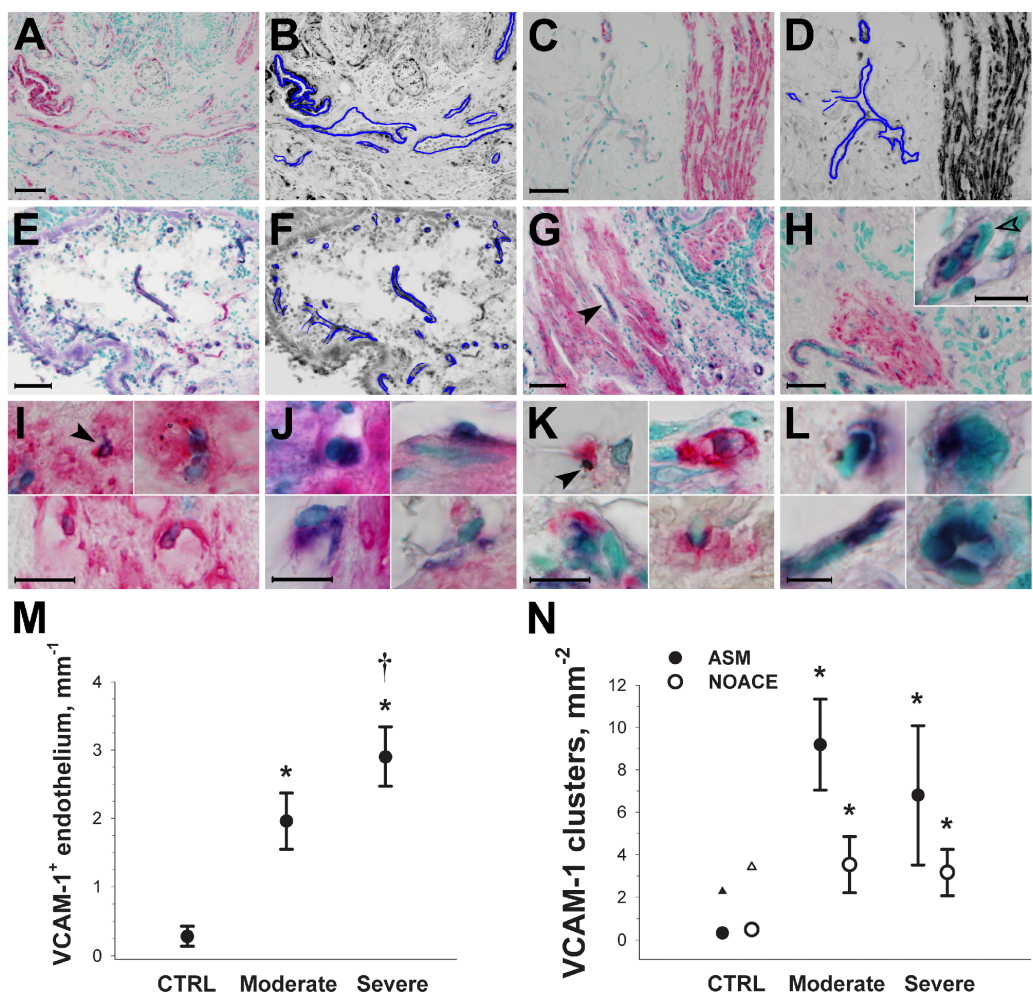 A B C D
E F G H
I J K L
M N
VCAM-1+ endothelium, mm-1
4
3
2
1
0
†
*
*
CTRL Moderate Severe
VCAM-1 clusters, mm-2
ASM
NOACE
12
10
8
6
4
2
0
*
*
*
*
CTRL Moderate Severe